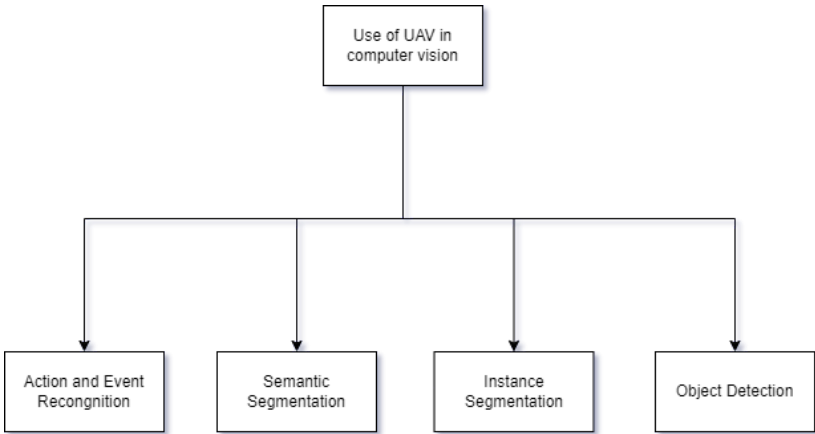 Use of UAV in
computer vision
Action and Event
Recongnition
Semantic
Segmentation
Instance
Segmentation
Object Detection